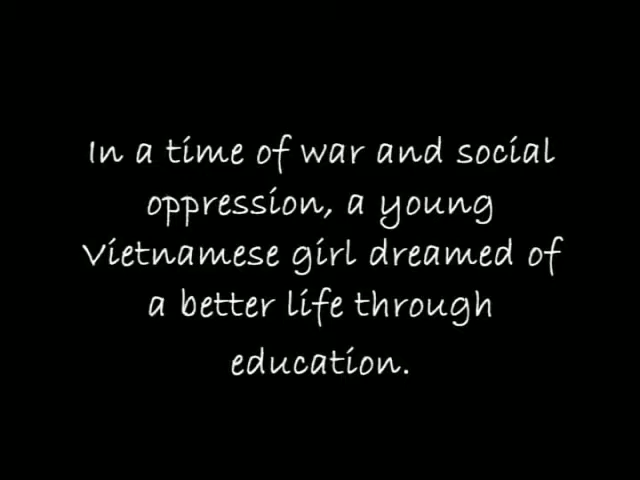 In a time of war and social
oppression, a young
Vietnamese girl dreamed of
a better life through
education.